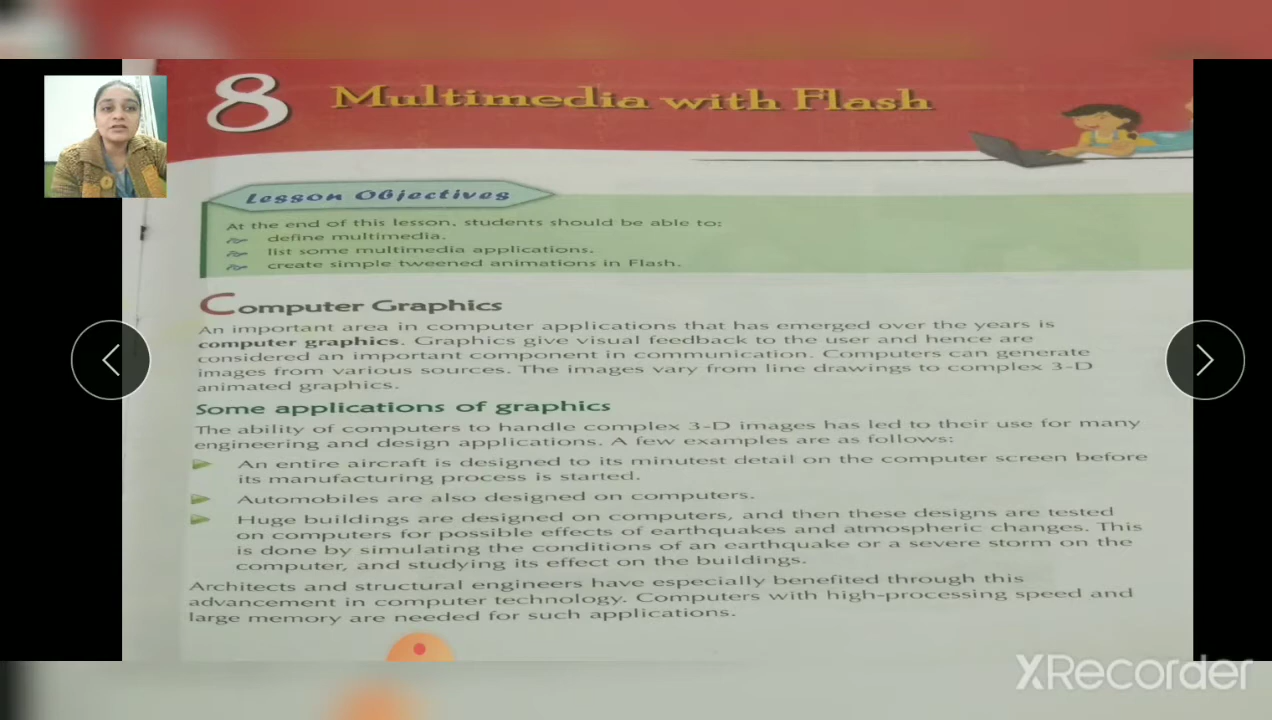 8 Multimedia with Flash
Lesson Objectives
At the end of this lesson, students should be able to:
define multimedia.
list some multimedia applications.
create simple tweened animations in Flash.
Computer Graphics
An important area in computer applications that has emerged over the years is
computer graphics. Graphics give visual feedback to the user and hence are
considered an important component in communication. Computers can generate
images from various sources. The images vary from line drawings to complex 3-D
animated graphics.
Some applications of graphics
The ability of computers to handle complex 3-D images has led to their use for many
engineering and design applications. A few examples are as follows:
An entire aircraft is designed to its minutest detail on the computer screen before
its manufacturing process is started.
Automobiles are also designed on computers.
Huge buildings are designed on computers, and then these designs are tested
on computers for possible effects of earthquakes and atmospheric changes. This
is done by simulating the conditions of an earthquake or a severe storm on the
computer, and studying its effect on the buildings.
Architects and structural engineers have especially benefited through this
advancement in computer technology. Computers with high-processing speed and
large memory are needed for such applications.
XRecorder